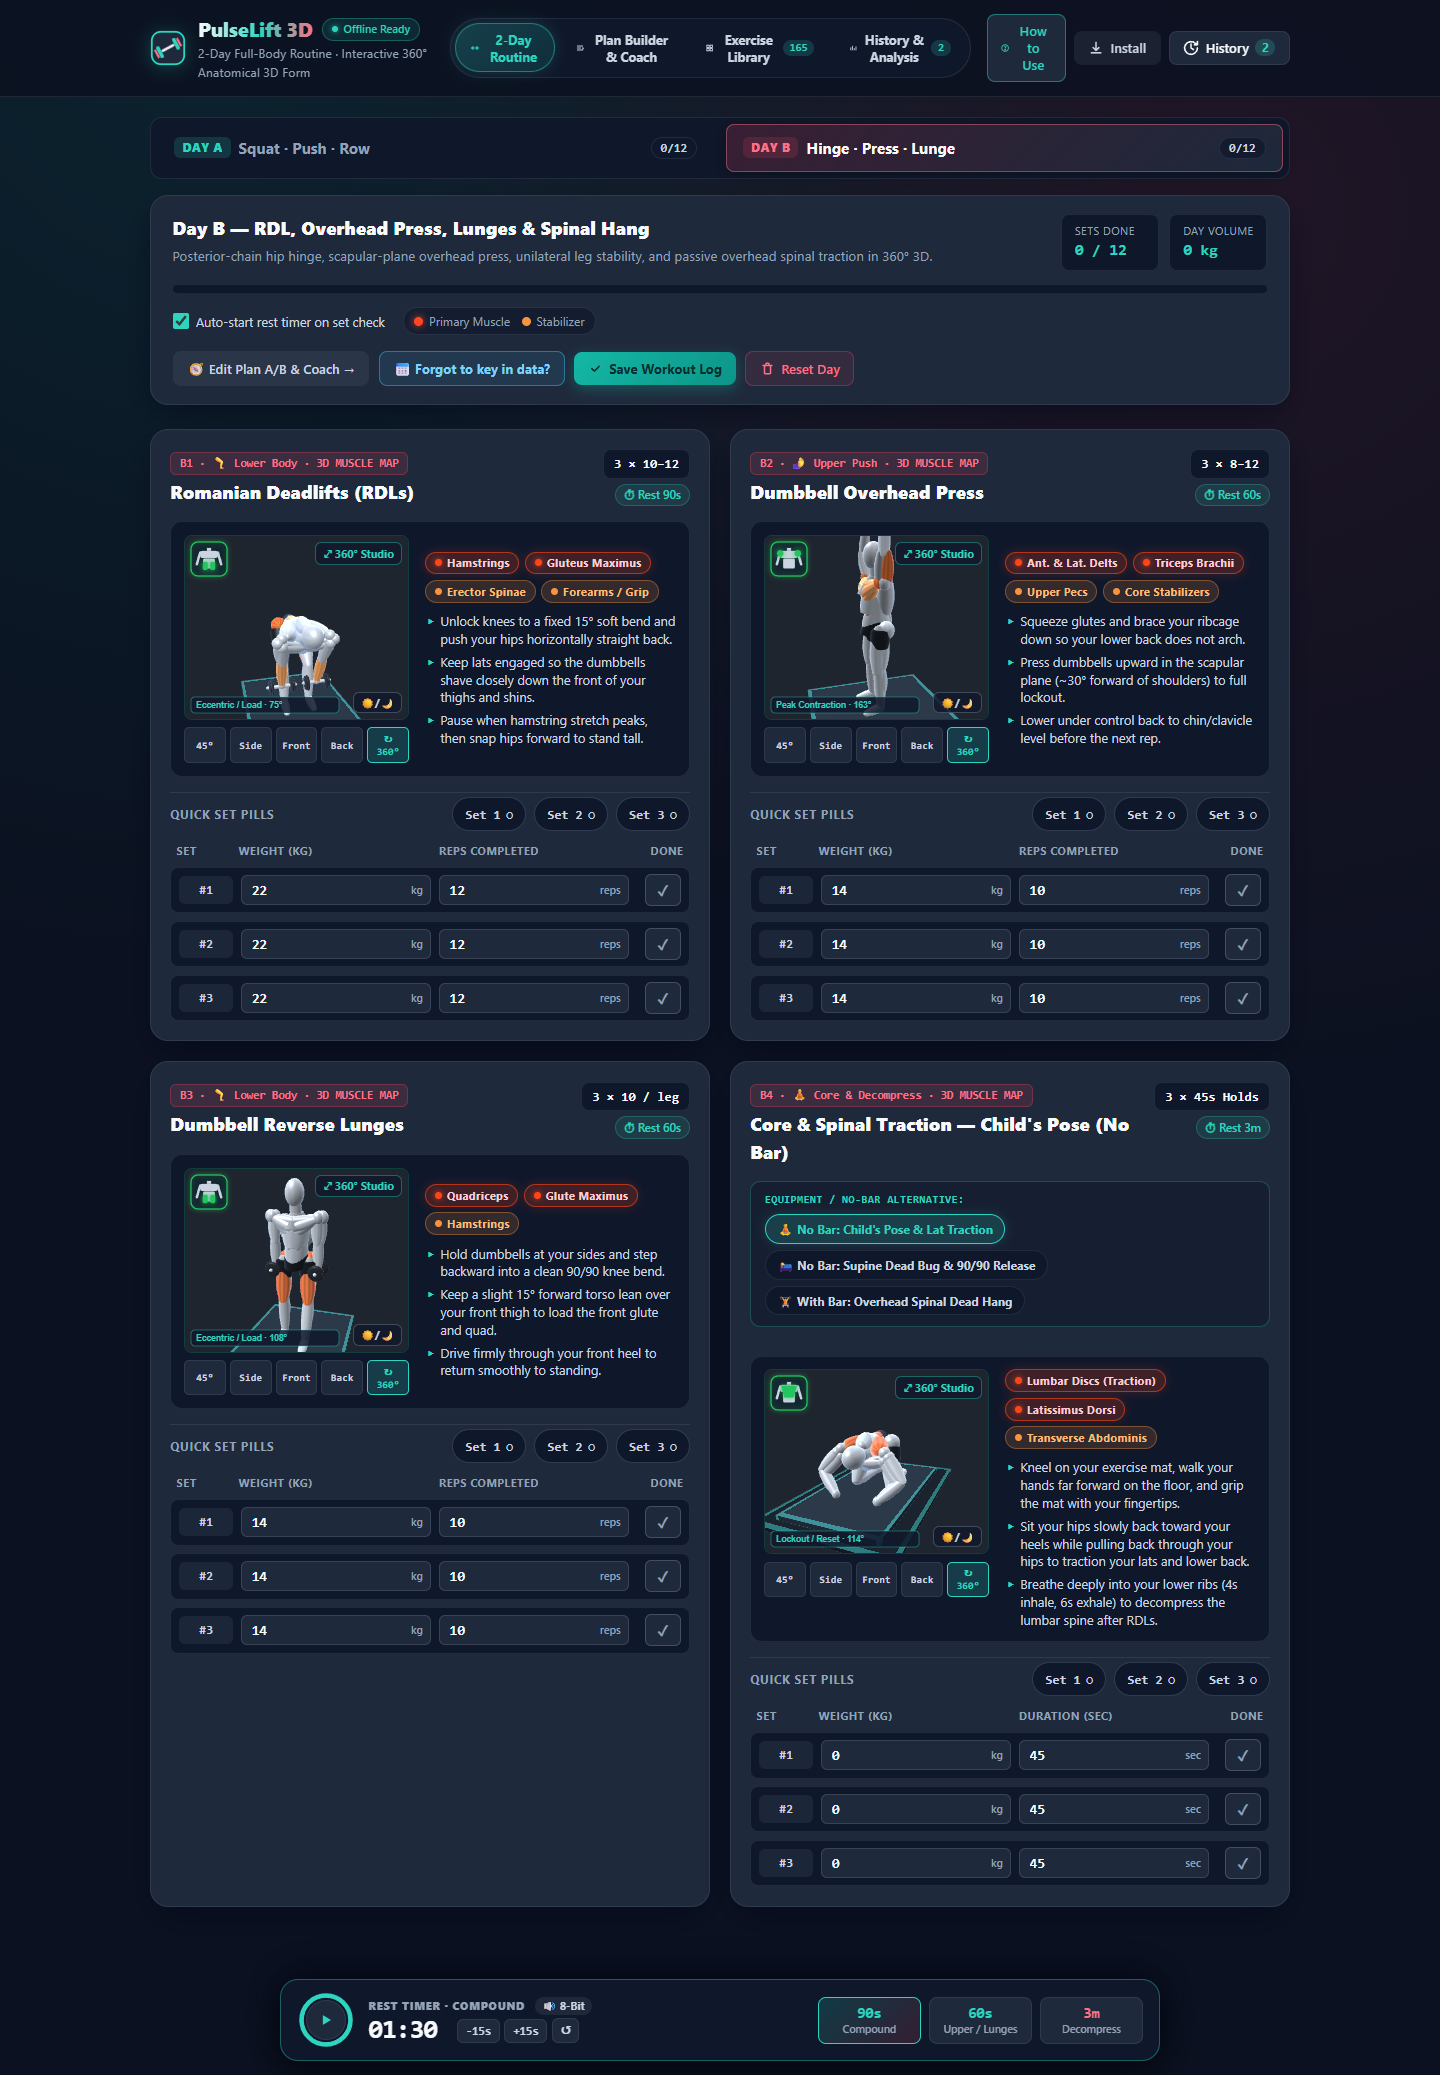 PulseLift 3D
Offline Ready
2-Day Full-Body Routine · Interactive 360°
Anatomical 3D Form
2-Day
Routine
Plan Builder
& Coach
Exercise
Library
165
History &
Analysis
2
How
to
Use
Install
History 2
DAY A Squat · Push · Row 0/12
DAY B Hinge · Press · Lunge 0/12
Day B — RDL, Overhead Press, Lunges & Spinal Hang
Posterior-chain hip hinge, scapular-plane overhead press, unilateral leg stability, and passive overhead spinal traction in 360° 3D.
SETS DONE
0 / 12
DAY VOLUME
0 kg
Auto-start rest timer on set check
Primary Muscle
Stabilizer
Edit Plan A/B & Coach →
Forgot to key in data?
✓ Save Workout Log
Reset Day
B1 · Lower Body · 3D MUSCLE MAP
3 × 10–12
Romanian Deadlifts (RDLs)
Rest 90s
360° Studio
Eccentric / Load · 75°
45° Side Front Back ↻ 360°
Hamstrings
Gluteus Maximus
Erector Spinae
Forearms / Grip
Unlock knees to a fixed 15° soft bend and
push your hips horizontally straight back.
Keep lats engaged so the dumbbells
shave closely down the front of your
thighs and shins.
Pause when hamstring stretch peaks,
then snap hips forward to stand tall.
QUICK SET PILLS
Set 1 ○ Set 2 ○ Set 3 ○
SET WEIGHT (KG) REPS COMPLETED DONE
#1 22 kg 12 reps ✓
#2 22 kg 12 reps ✓
#3 22 kg 12 reps ✓
B2 · Upper Push · 3D MUSCLE MAP
3 × 8–12
Dumbbell Overhead Press
Rest 60s
360° Studio
Peak Contraction · 163°
45° Side Front Back ↻ 360°
Ant. & Lat. Delts
Triceps Brachii
Upper Pecs
Core Stabilizers
Squeeze glutes and brace your ribcage
down so your lower back does not arch.
Press dumbbells upward in the scapular
plane (~30° forward of shoulders) to full
lockout.
Lower under control back to chin/clavicle
level before the next rep.
QUICK SET PILLS
Set 1 ○ Set 2 ○ Set 3 ○
SET WEIGHT (KG) REPS COMPLETED DONE
#1 14 kg 10 reps ✓
#2 14 kg 10 reps ✓
#3 14 kg 10 reps ✓
B3 · Lower Body · 3D MUSCLE MAP
3 × 10 / leg
Dumbbell Reverse Lunges
Rest 60s
360° Studio
Eccentric / Load · 108°
45° Side Front Back ↻ 360°
Quadriceps
Glute Maximus
Hamstrings
Hold dumbbells at your sides and step
backward into a clean 90/90 knee bend.
Keep a slight 15° forward torso lean over
your front thigh to load the front glute
and quad.
Drive firmly through your front heel to
return smoothly to standing.
QUICK SET PILLS
Set 1 ○ Set 2 ○ Set 3 ○
SET WEIGHT (KG) REPS COMPLETED DONE
#1 14 kg 10 reps ✓
#2 14 kg 10 reps ✓
#3 14 kg 10 reps ✓
B4 · Core & Decompress · 3D MUSCLE MAP
3 × 45s Holds
Core & Spinal Traction — Child's Pose (No
Bar)
Rest 3m
EQUIPMENT / NO-BAR ALTERNATIVE:
No Bar: Child's Pose & Lat Traction
No Bar: Supine Dead Bug & 90/90 Release
With Bar: Overhead Spinal Dead Hang
360° Studio
Lockout / Reset · 114°
45° Side Front Back ↻ 360°
Lumbar Discs (Traction)
Latissimus Dorsi
Transverse Abdominis
Kneel on your exercise mat, walk your
hands far forward on the floor, and grip
the mat with your fingertips.
Sit your hips slowly back toward your
heels while pulling back through your
hips to traction your lats and lower back.
Breathe deeply into your lower ribs (4s
inhale, 6s exhale) to decompress the
lumbar spine after RDLs.
QUICK SET PILLS
Set 1 ○ Set 2 ○ Set 3 ○
SET WEIGHT (KG) DURATION (SEC) DONE
#1 0 kg 45 sec ✓
#2 0 kg 45 sec ✓
#3 0 kg 45 sec ✓
REST TIMER · COMPOUND
8-Bit
01:30
-15s +15s ↺
90s
Compound
60s
Upper / Lunges
3m
Decompress